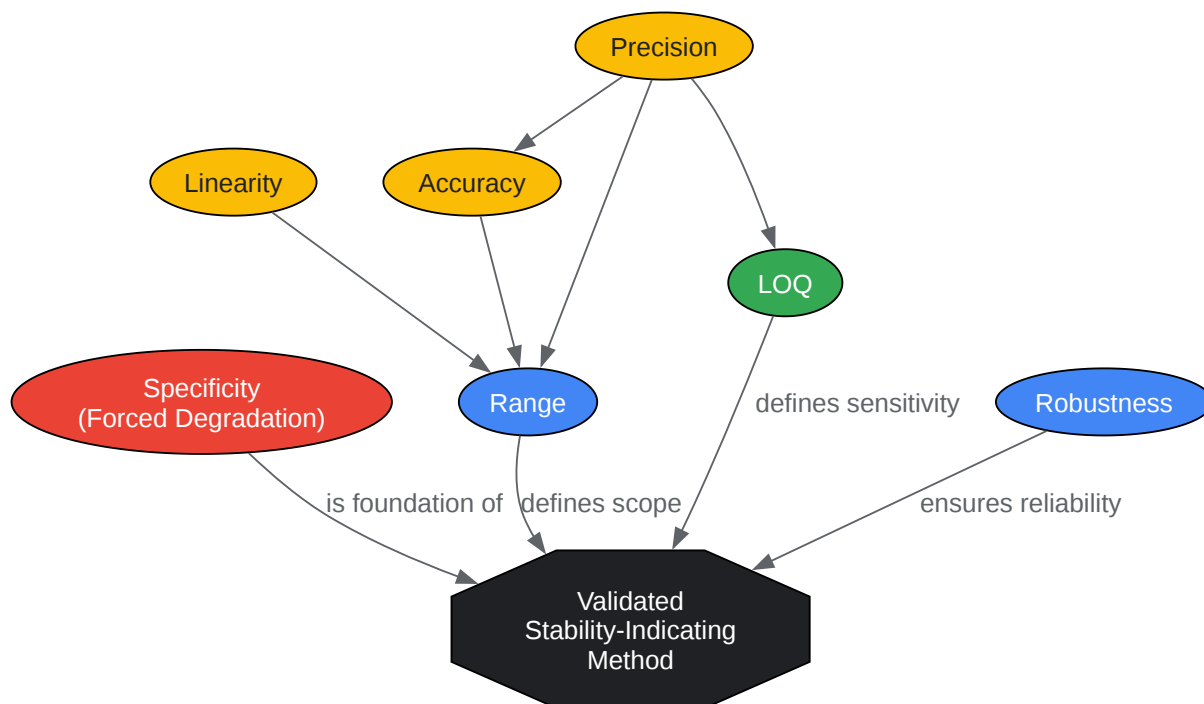 Precision
Linearity
Accuracy
LOQ
Specificity
(Forced Degradation)
Range
defines sensitivity
Robustness
is foundation of
defines scope
ensures reliability
Validated
Stability-Indicating
Method